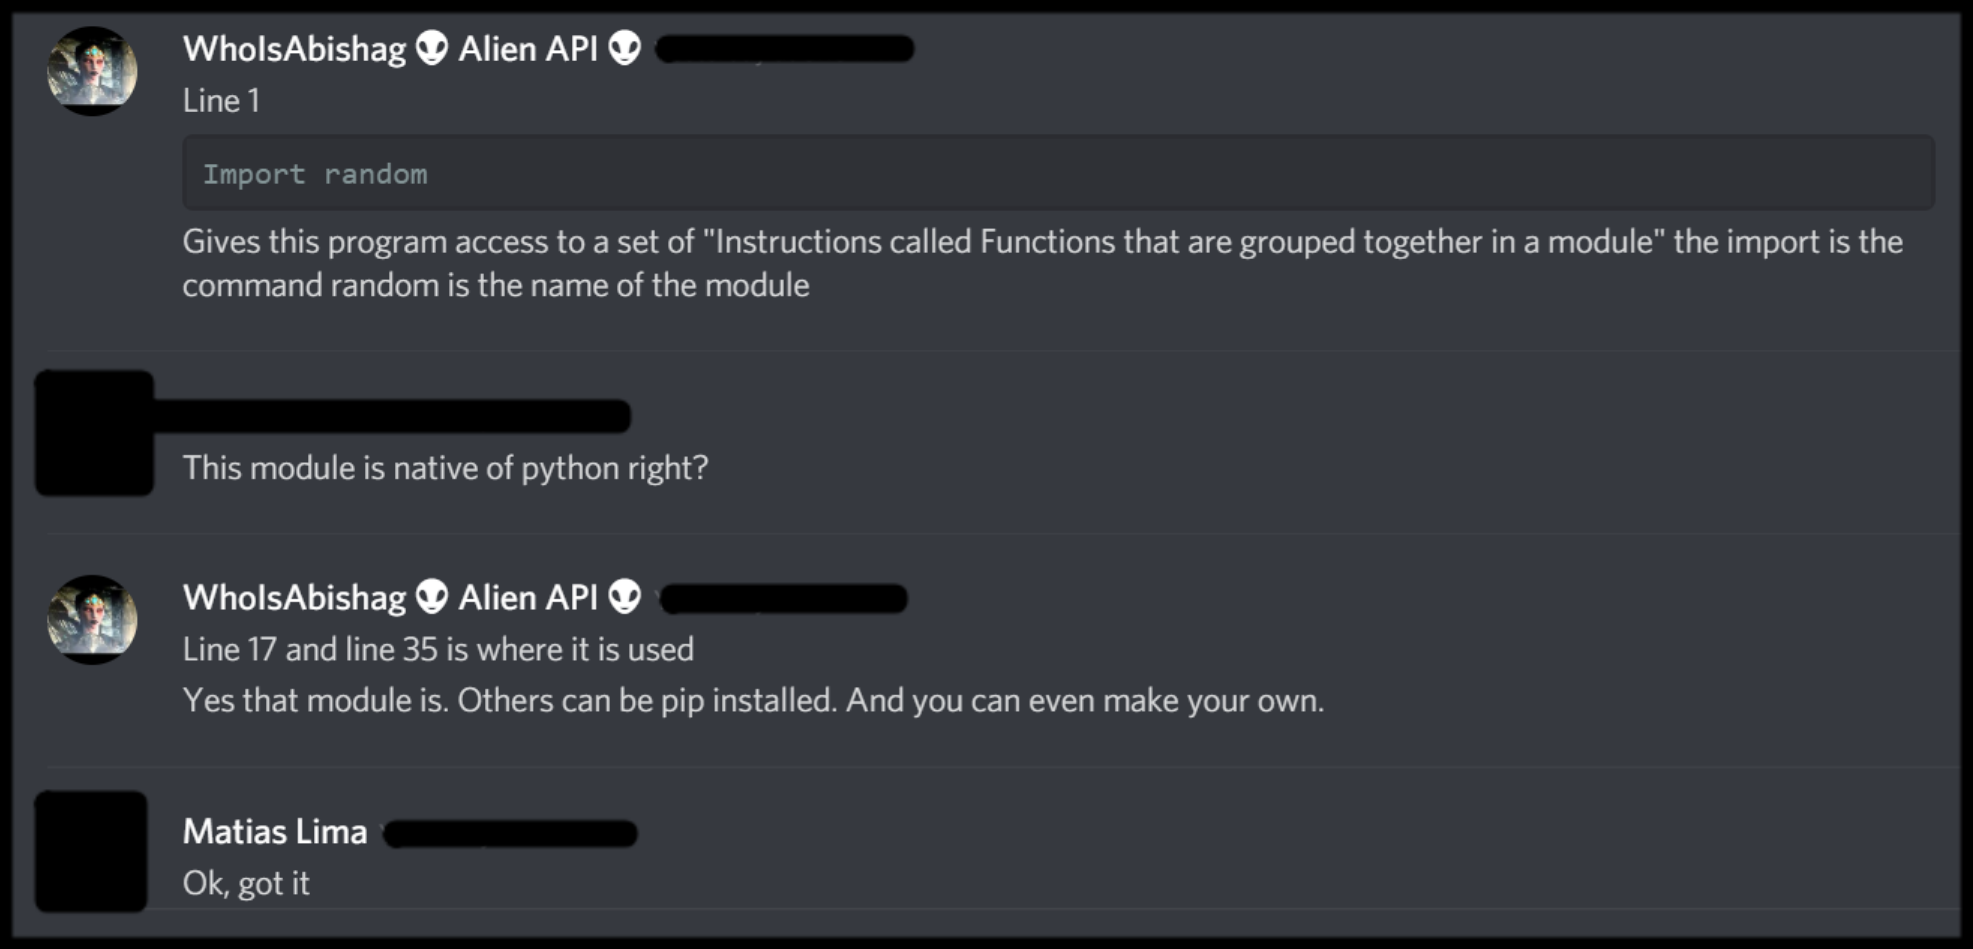 WhoIsAbishag 👽 Alien API 👽
Line 1
Import random
Gives this program access to a set of "Instructions called Functions that are grouped together in a module" the import is the
command random is the name of the module
This module is native of python right?
WhoIsAbishag 👽 Alien API 👽
Line 17 and line 35 is where it is used
Yes that module is. Others can be pip installed. And you can even make your own.
Matias Lima
Ok, got it